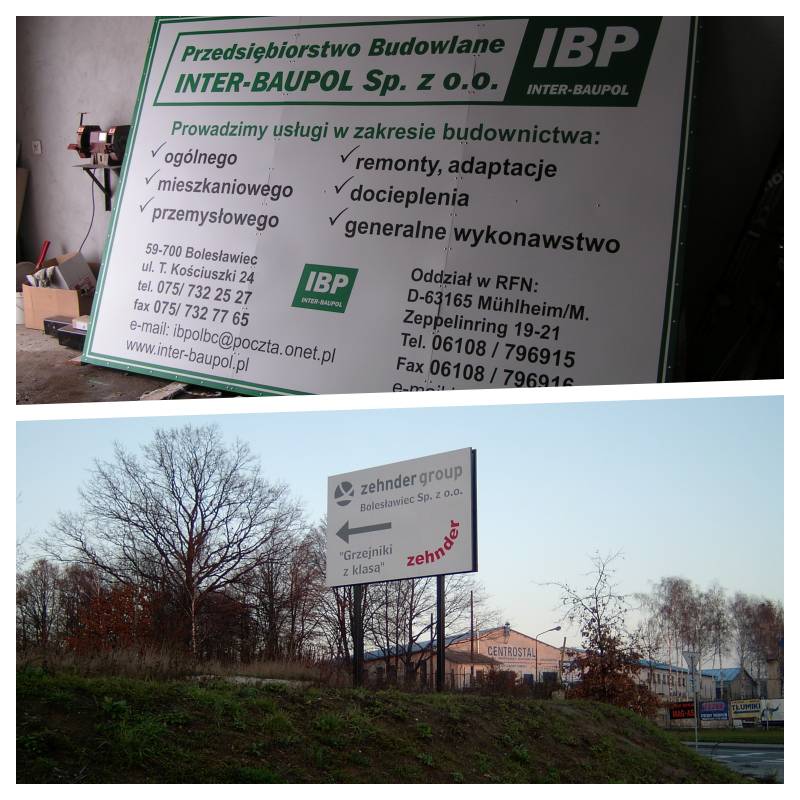 Przedsiębiorstwo Budowlane
INTER-BAUPOL Sp. z o.o.
IBP
INTER-BAUPOL
Prowadzimy usługi w zakresie budownictwa:
✓ogólnego
✓mieszkaniowego
✓przemysłowego
✓remonty, adaptacje
✓docieplenia
✓generalne wykonawstwo
59-700 Bolesławiec
ul. T. Kościuszki 24
tel. 075/ 732 25 27
fax 075/ 732 77 65
e-mail: ibpolbc@poczta.onet.pl
www.inter-baupol.pl
IBP
INTER-BAUPOL
Oddział w RFN:
D-63165 Mühlheim/M.
Zeppelinring 19-21
Tel. 06108 / 796915
Fax 06108 / 796916
e-mail:
zehnder group
Bolesławiec Sp. z o.o.
"Grzejniki
z klasą"
zehnder
CENTROSTAL
TŁUMIKI